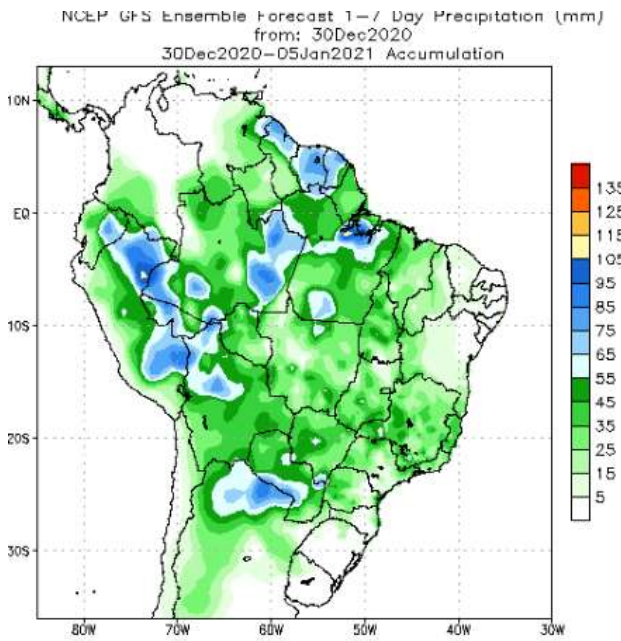 NCEP GFS Ensemble Forecast 1-7 Day Precipitation (mm)
from: 30Dec2020
30Dec2020-05Jan2021 Accumulation
10N
EQ
10S
20S
30S
80W
70W
60W
50W
40W
30W
135
125
115
105
95
85
75
65
55
45
35
25
15
5